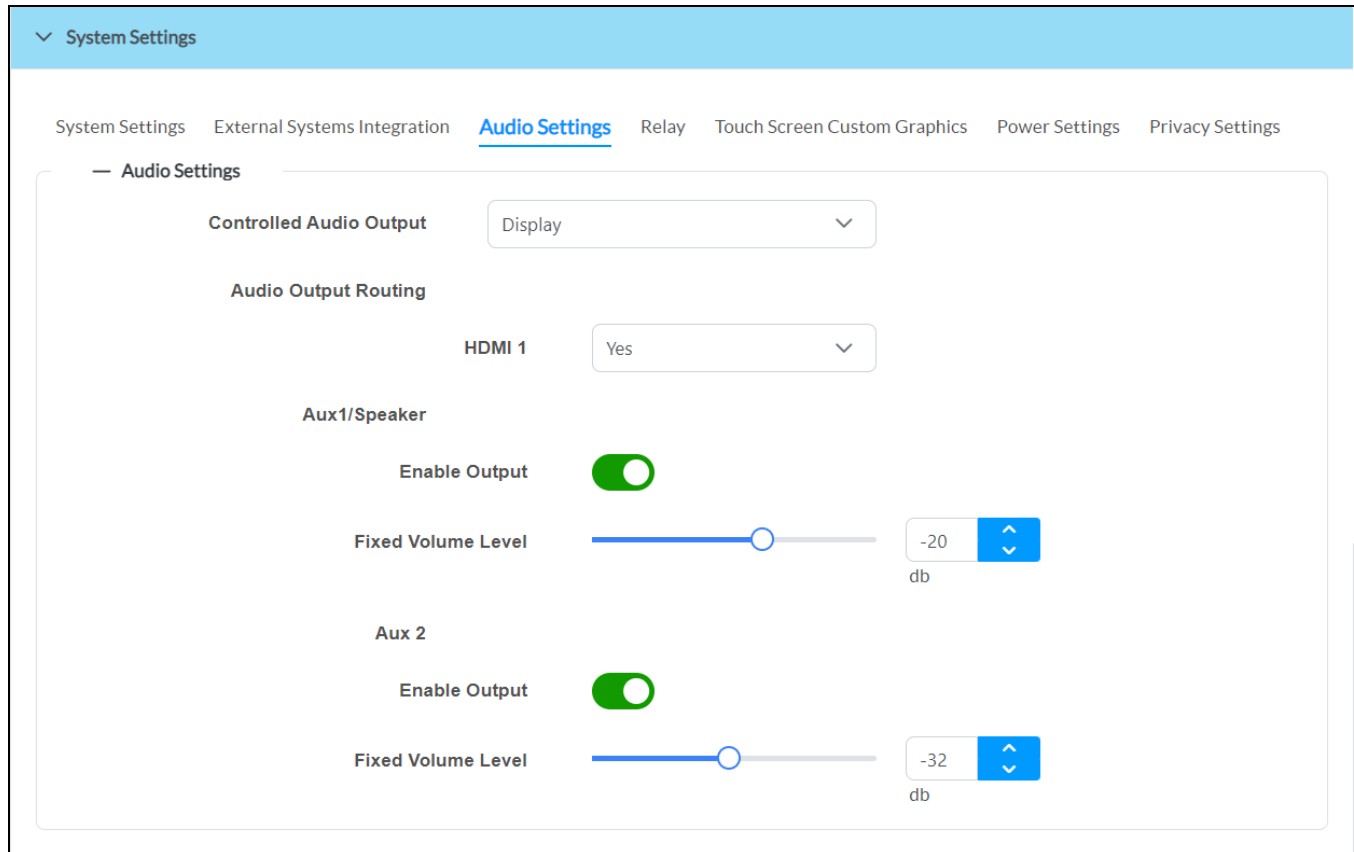 System Settings
System Settings External Systems Integration Audio Settings Relay Touch Screen Custom Graphics Power Settings Privacy Settings
Audio Settings
Controlled Audio Output Display
Audio Output Routing
HDMI 1 Yes
Aux1/Speaker
Enable Output
Fixed Volume Level -20
db
Aux 2
Enable Output
Fixed Volume Level -32
db